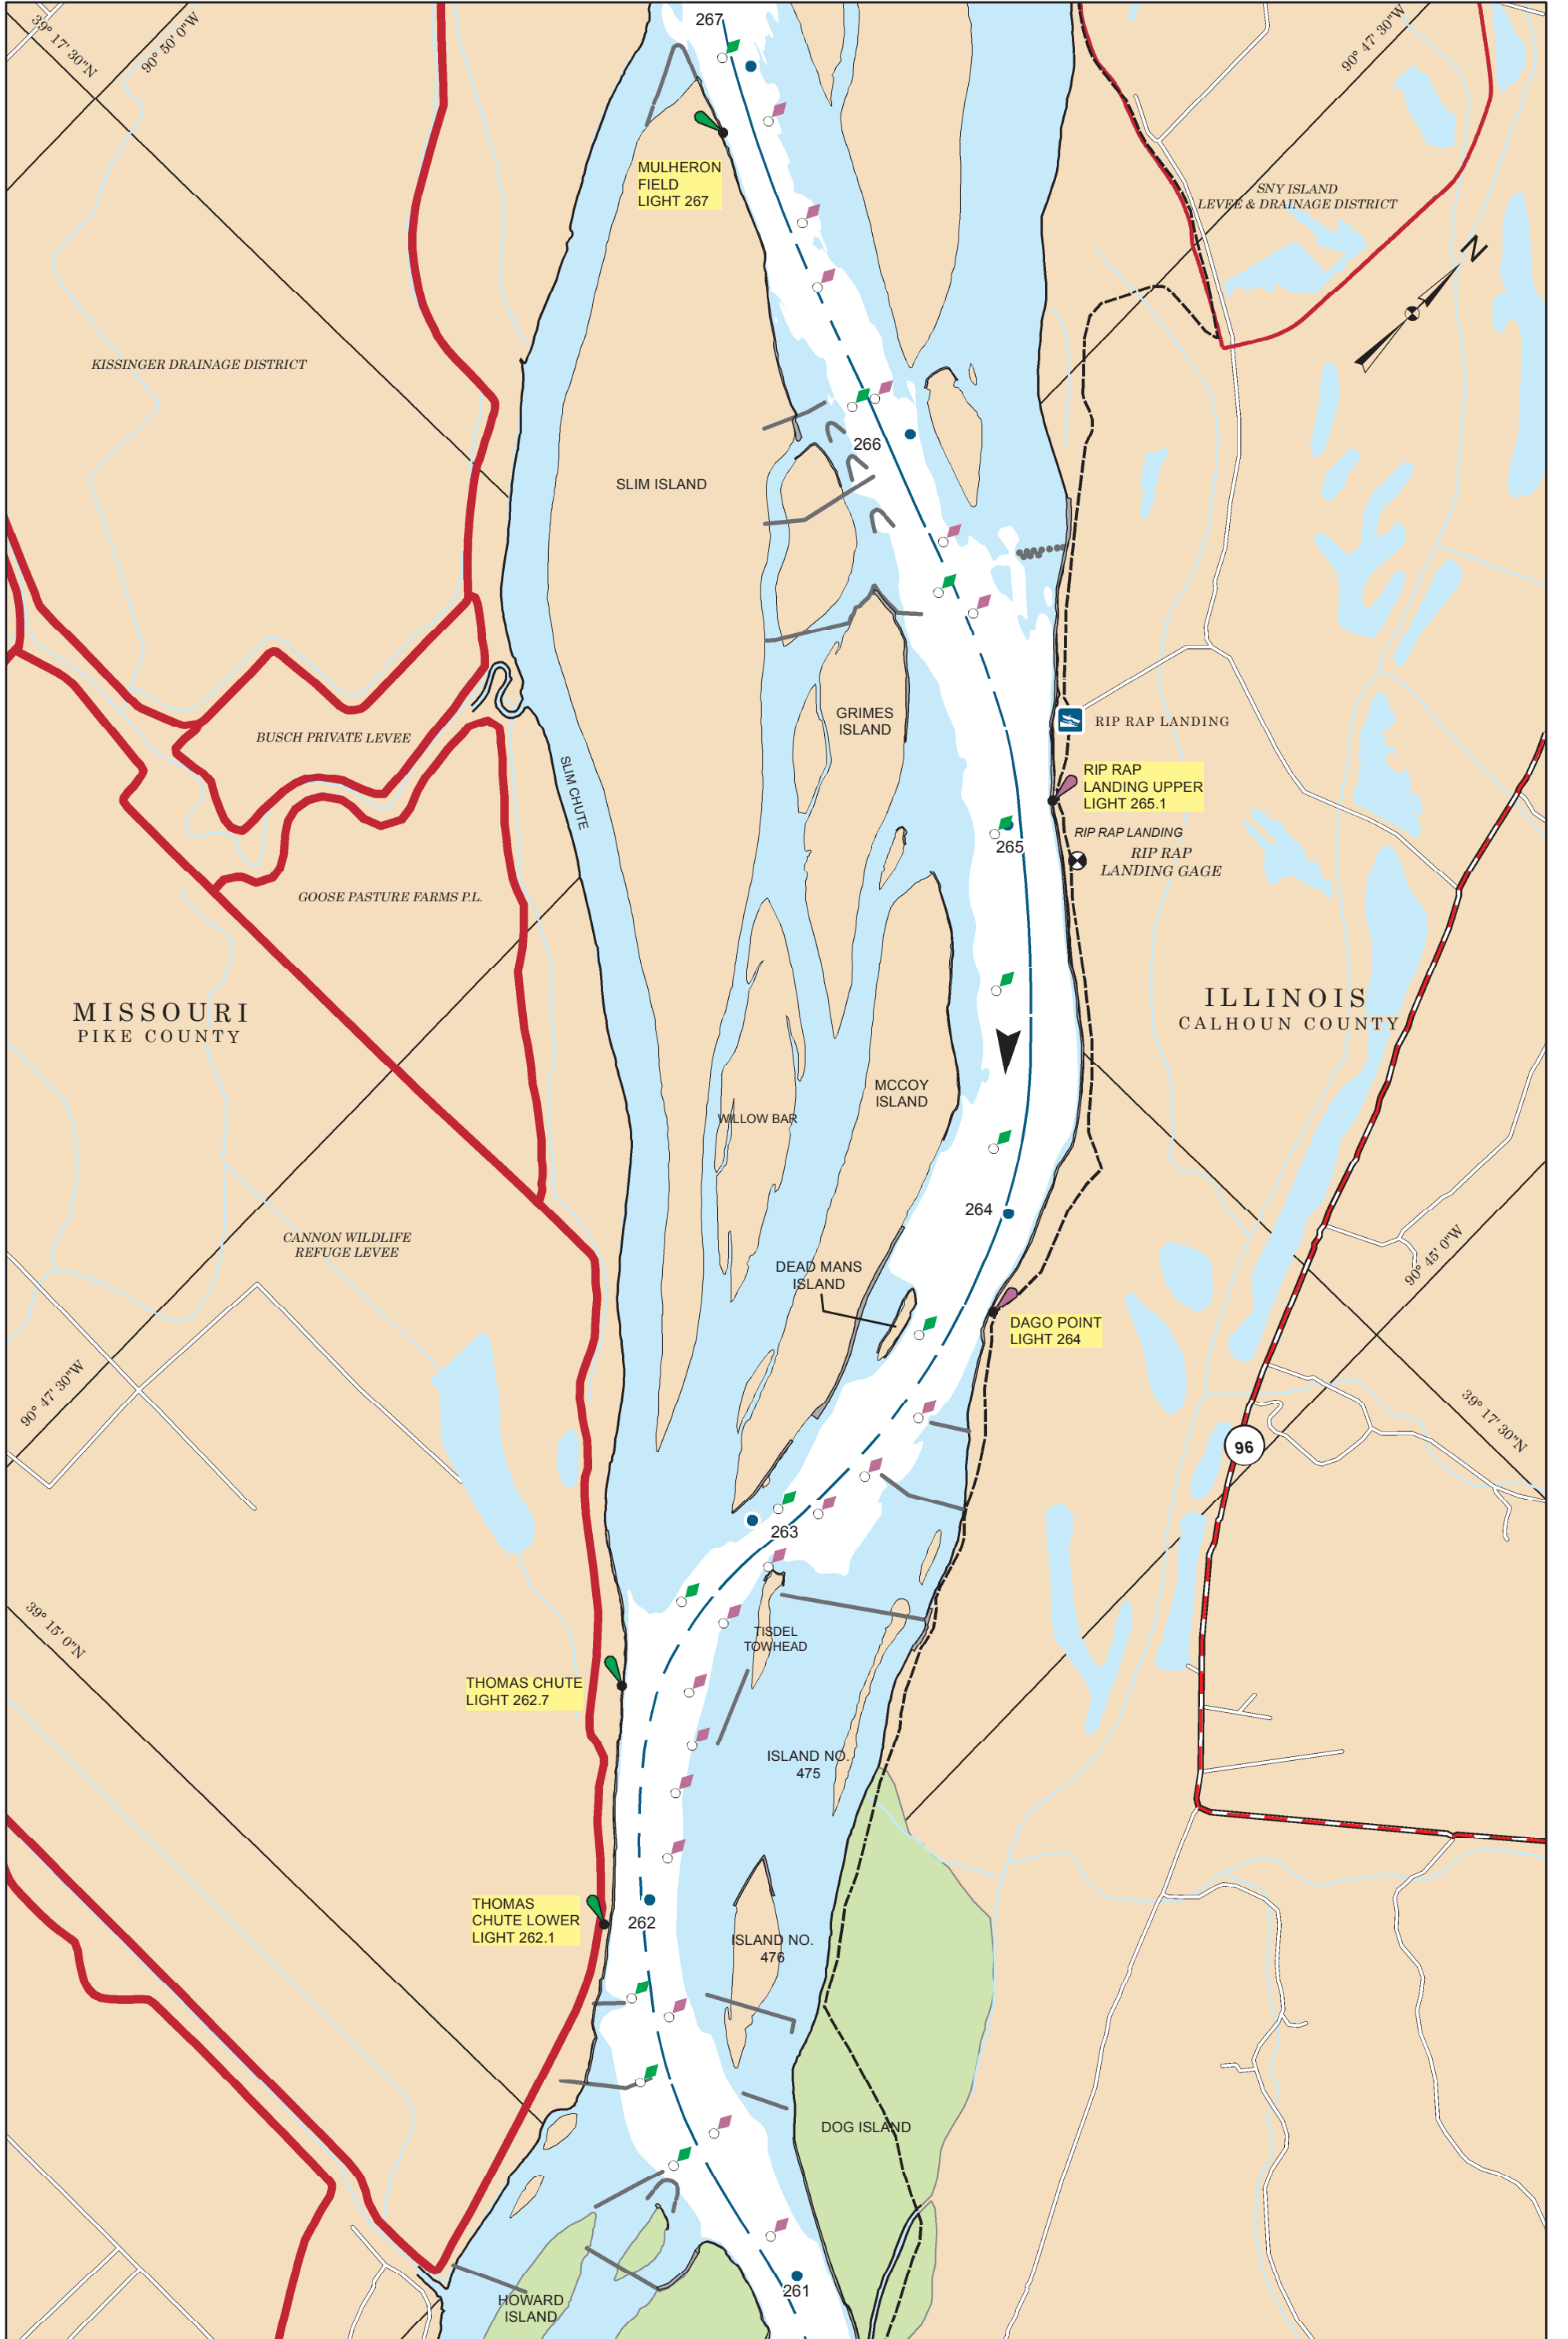 267
39° 17' 30"N
90° 50' 0"W
90° 47' 30"W
MULHERON
FIELD
LIGHT 267
SNY ISLAND
LEVEE & DRAINAGE DISTRICT
N
KISSINGER DRAINAGE DISTRICT
266
SLIM ISLAND
GRIMES
ISLAND
RIP RAP LANDING
BUSCH PRIVATE LEVEE
SLIM CHUTE
RIP RAP
LANDING UPPER
LIGHT 265.1
RIP RAP LANDING
265
RIP RAP
LANDING GAGE
GOOSE PASTURE FARMS P.L.
MISSOURI
PIKE COUNTY
ILLINOIS
CALHOUN COUNTY
MCCOY
ISLAND
WILLOW BAR
264
CANNON WILDLIFE
REFUGE LEVEE
DEAD MANS
ISLAND
90° 45' 0"W
DAGO POINT
LIGHT 264
90° 47' 30"W
39° 17' 30"N
96
263
39° 15' 0"N
TISDEL
TOWHEAD
THOMAS CHUTE
LIGHT 262.7
ISLAND NO.
475
THOMAS
CHUTE LOWER
LIGHT 262.1
262
ISLAND NO.
476
DOG ISLAND
261
HOWARD
ISLAND